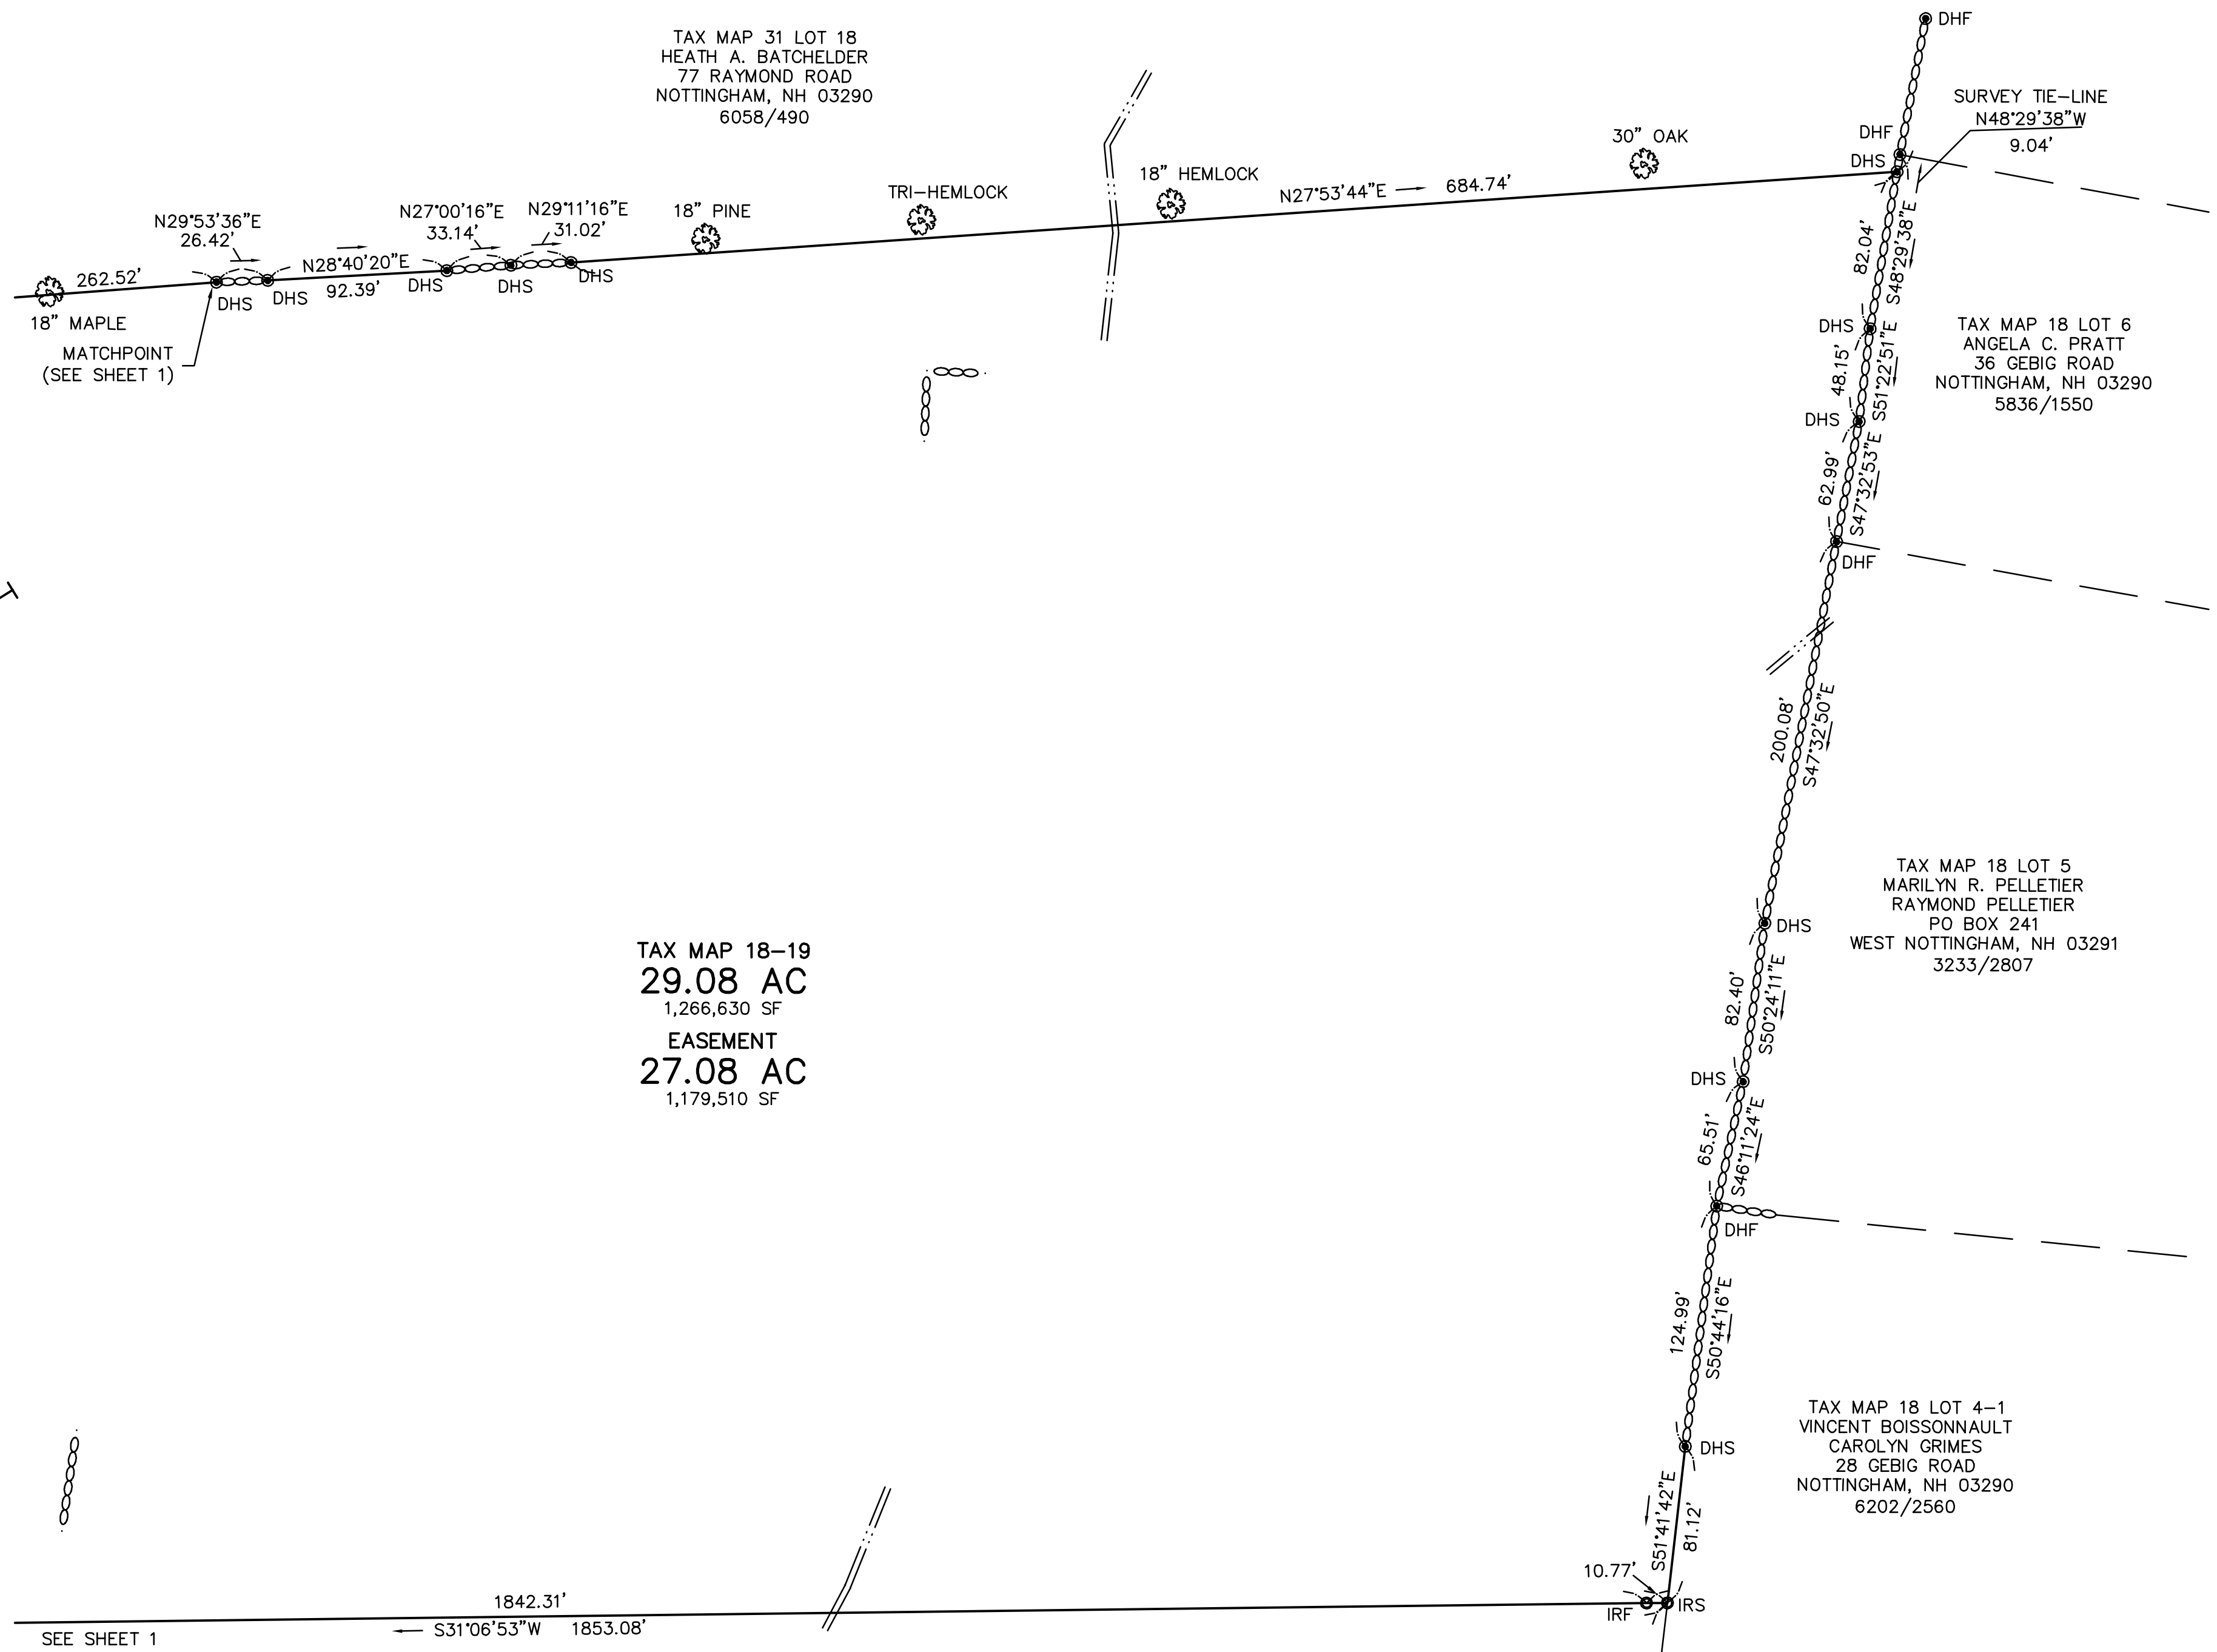 TAX MAP 31 LOT 18
HEATH A. BATCHELDER
77 RAYMOND ROAD
NOTTINGHAM, NH 03290
6058/490
DHF
SURVEY TIE-LINE
N48°29'38"W
9.04'
DHF
DHS
30" OAK
18" HEMLOCK
N27°53'44"E
684.74'
TRI-HEMLOCK
18" PINE
N29°11'16"E
31.02'
N27°00'16"E
33.14'
N29°53'36"E
26.42'
262.52'
N28°40'20"E
92.39'
DHS
DHS
DHS
DHS
DHS
18" MAPLE
MATCHPOINT
(SEE SHEET 1)
82.04'
S48°29'38"E
DHS
48.15'
S51°22'51"E
DHS
62.99'
S47°32'53"E
DHF
TAX MAP 18 LOT 6
ANGELA C. PRATT
36 GEBIG ROAD
NOTTINGHAM, NH 03290
5836/1550
T
200.08'
S47°32'50"E
DHS
TAX MAP 18 LOT 5
MARILYN R. PELLETIER
RAYMOND PELLETIER
PO BOX 241
WEST NOTTINGHAM, NH 03291
3233/2807
TAX MAP 18-19
29.08 AC
1,266,630 SF
EASEMENT
27.08 AC
1,179,510 SF
82.40'
S50°24'11"E
DHS
65.51'
S46°11'24"E
DHF
124.99'
S50°44'16"E
DHS
TAX MAP 18 LOT 4-1
VINCENT BOISSONNAULT
CAROLYN GRIMES
28 GEBIG ROAD
NOTTINGHAM, NH 03290
6202/2560
S51°41'42"E
81.12'
10.77'
IRF
IRS
1842.31'
S31°06'53"W
1853.08'
SEE SHEET 1